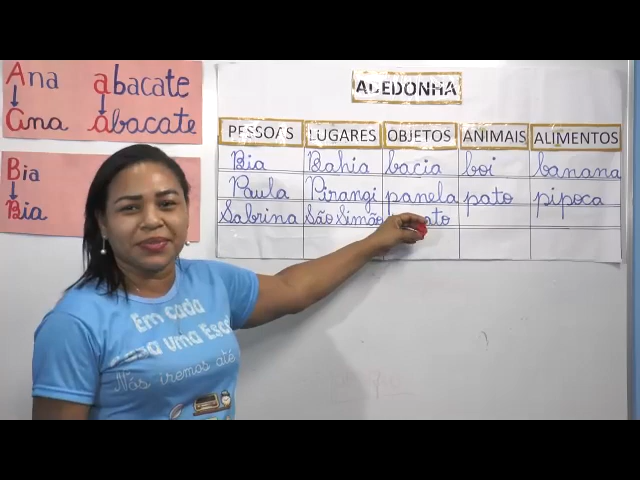 Ana abacate
Ana abacate
Bia
Bia
ADEDONHA
PESSOAS LUGARES OBJETOS ANIMAIS ALIMENTOS
Bia Bahia bacia boi banana
Paula Pirangi panela pato pipoca
Sabrina São Simão
Em cada
uma
Nós iremos até